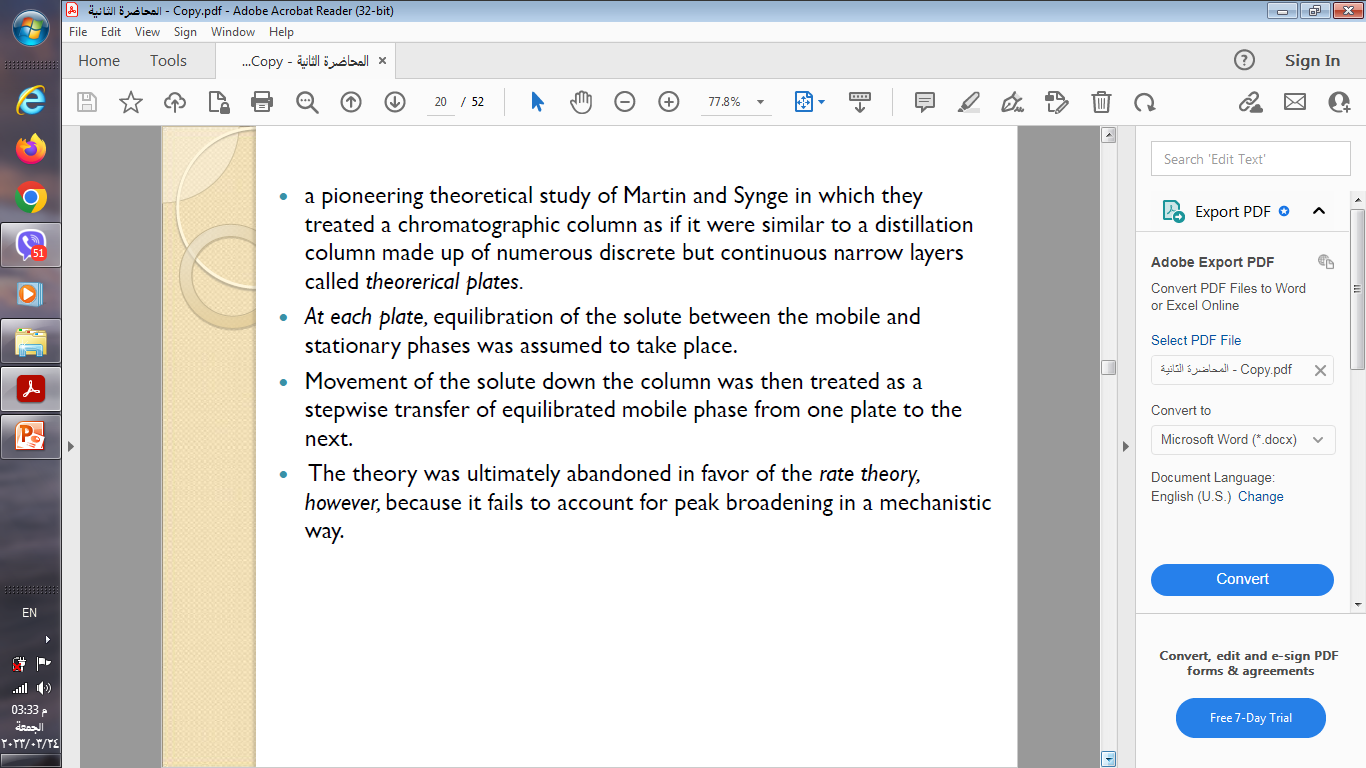 المحاضرة الثانية - Copy.pdf - Adobe Acrobat Reader (32-bit)
File Edit View Sign Window Help
Home Tools
...Copy - المحاضرة الثانية ×
? Sign In
20 / 52
77.8%
• a pioneering theoretical study of Martin and Synge in which they
treated a chromatographic column as if it were similar to a distillation
column made up of numerous discrete but continuous narrow layers
called theorerical plates.
• At each plate, equilibration of the solute between the mobile and
stationary phases was assumed to take place.
• Movement of the solute down the column was then treated as a
stepwise transfer of equilibrated mobile phase from one plate to the
next.
• The theory was ultimately abandoned in favor of the rate theory,
however, because it fails to account for peak broadening in a mechanistic
way.
Search 'Edit Text'
Export PDF
Adobe Export PDF
Convert PDF Files to Word
or Excel Online
Select PDF File
المحاضرة الثانية - Copy.pdf
Convert to
Microsoft Word (*.docx)
Document Language:
English (U.S.) Change
Convert
Convert, edit and e-sign PDF
forms & agreements
Free 7-Day Trial
51
EN
03:33 م
الجمعة
٢٠٢٣/٠٣/٢٤